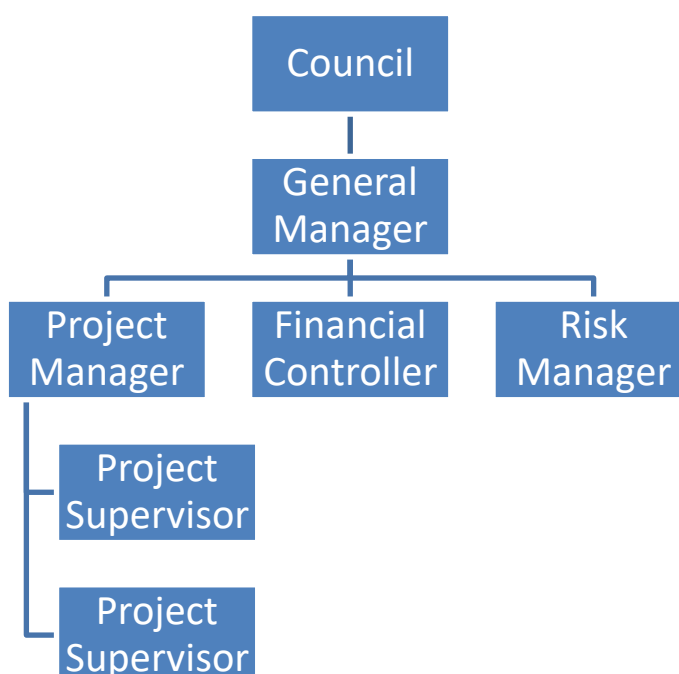 Council
General
Manager
Project
Manager
Financial
Controller
Risk
Manager
Project
Supervisor
Project
Supervisor